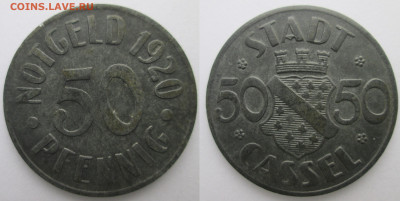 COINS.LAVE.RU
· NOTGELD 1920 ·
50
PFENNIG
STADT
50 50
CASSEL